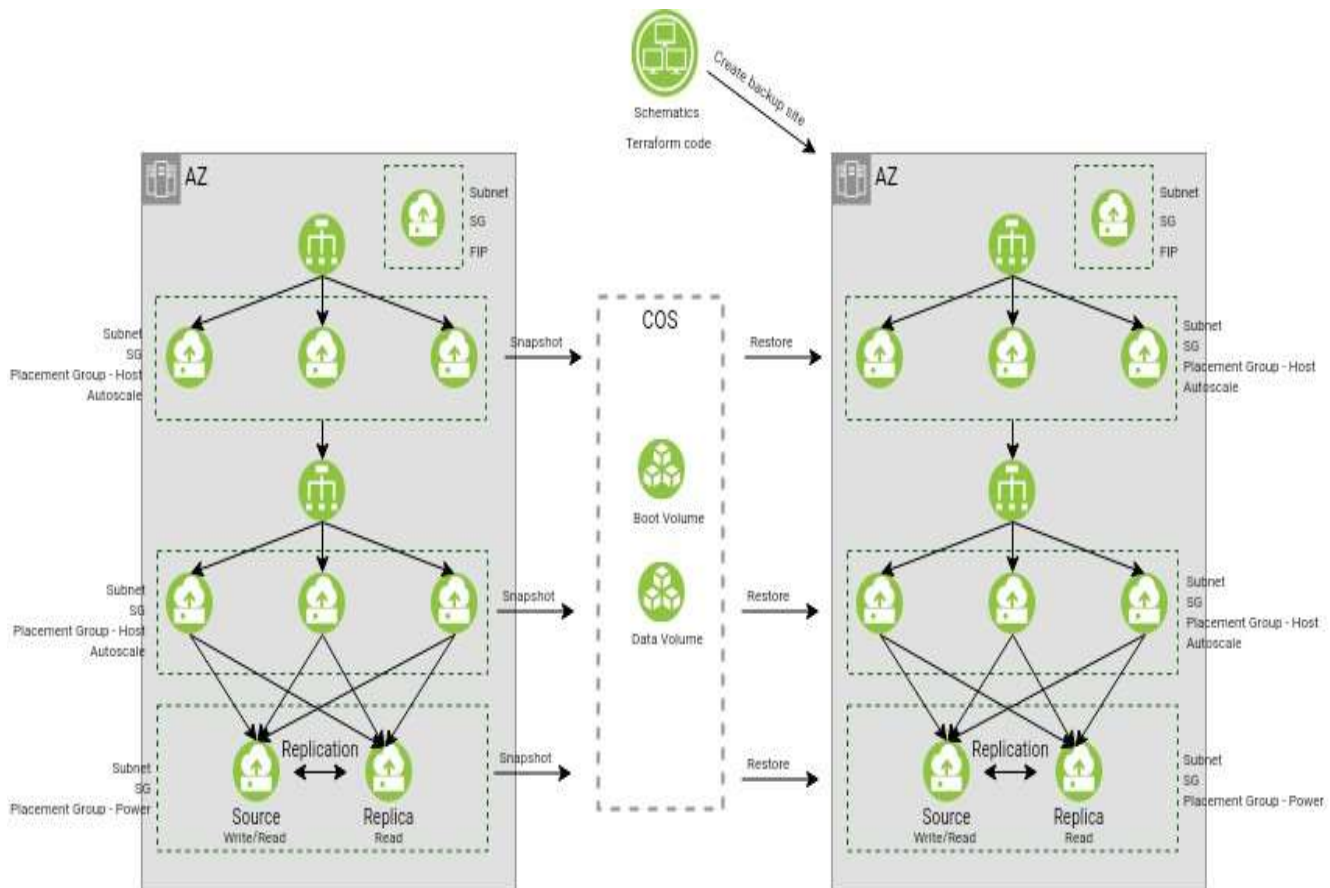 Create backup site
Schematics
Terraform code
AZ
Subnet
SG
FIP
AZ
Subnet
SG
FIP
Subnet
SG
Placement Group - Host
Autoscale
Snapshot
COS
Restore
Subnet
SG
Placement Group - Host
Autoscale
Boot Volume
Subnet
SG
Placement Group - Host
Autoscale
Snapshot
Data Volume
Restore
Subnet
SG
Placement Group - Host
Autoscale
Subnet
SG
Placement Group - Power
Replication
Source
Write/Read
Replica
Read
Snapshot
Restore
Replication
Source
Write/Read
Replica
Read
Subnet
SG
Placement Group - Power